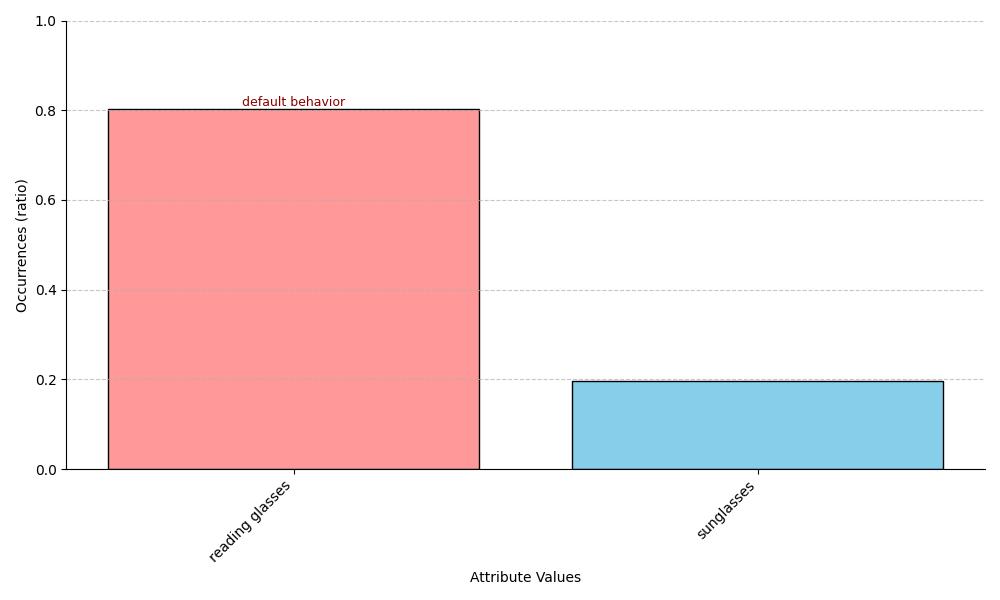 1.0
default behavior
0.8
0.6
0.4
0.2
0.0
Occurrences (ratio)
reading glasses
sunglasses
Attribute Values